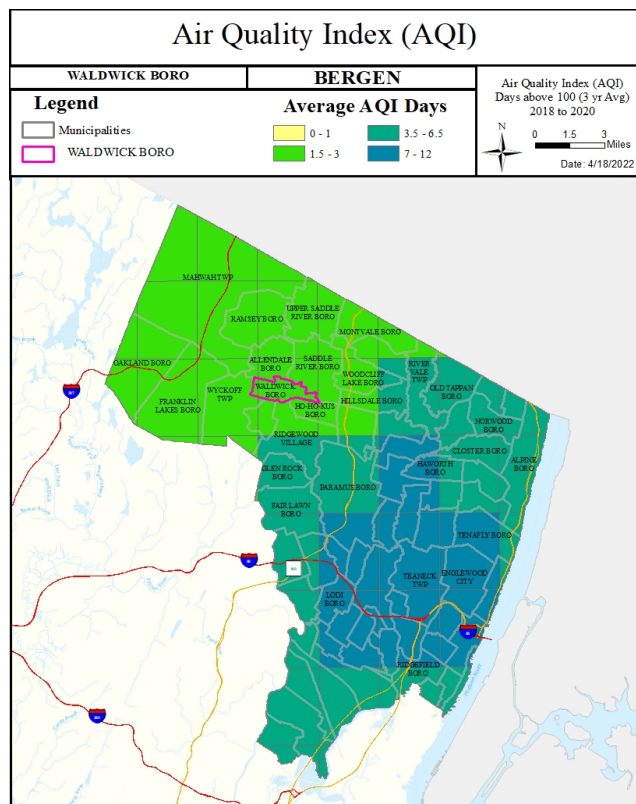 Air Quality Index (AQI)
WALDWICK BORO
BERGEN
Legend
Municipalities
WALDWICK BORO
Average AQI Days
0 - 1
1.5 - 3
3.5 - 6.5
7 - 12
Air Quality Index (AQI)
Days above 100 (3 yr Avg)
2018 to 2020
N
0 1.5 3
Miles
Date: 4/18/2022
MAHWAH TWP
RAMSEY BORO
UPPER SADDLE
RIVER BORO
MONTVALE BORO
OAKLAND BORO
ALLENDALE
BORO
SADDLE
RIVER BORO
WOODCLIFF
LAKE BORO
RIVER
VALE
TWP
OLD TAPPAN
BORO
FRANKLIN
LAKES BORO
WYCKOFF
TWP
WALDWICK
BORO
HO-HO-KUS
BORO
HILLSDALE BORO
NORWOOD
BORO
RIDGEWOOD
VILLAGE
CLOSTER BORO
ALPINE
BORO
GLEN ROCK
BORO
PARAMUS BORO
HAWORTH
BORO
FAIR LAWN
BORO
TENAFLY BORO
LODI
BORO
TEANECK
TWP
ENGLEWOOD
CITY
RIDGEFIELD
BORO